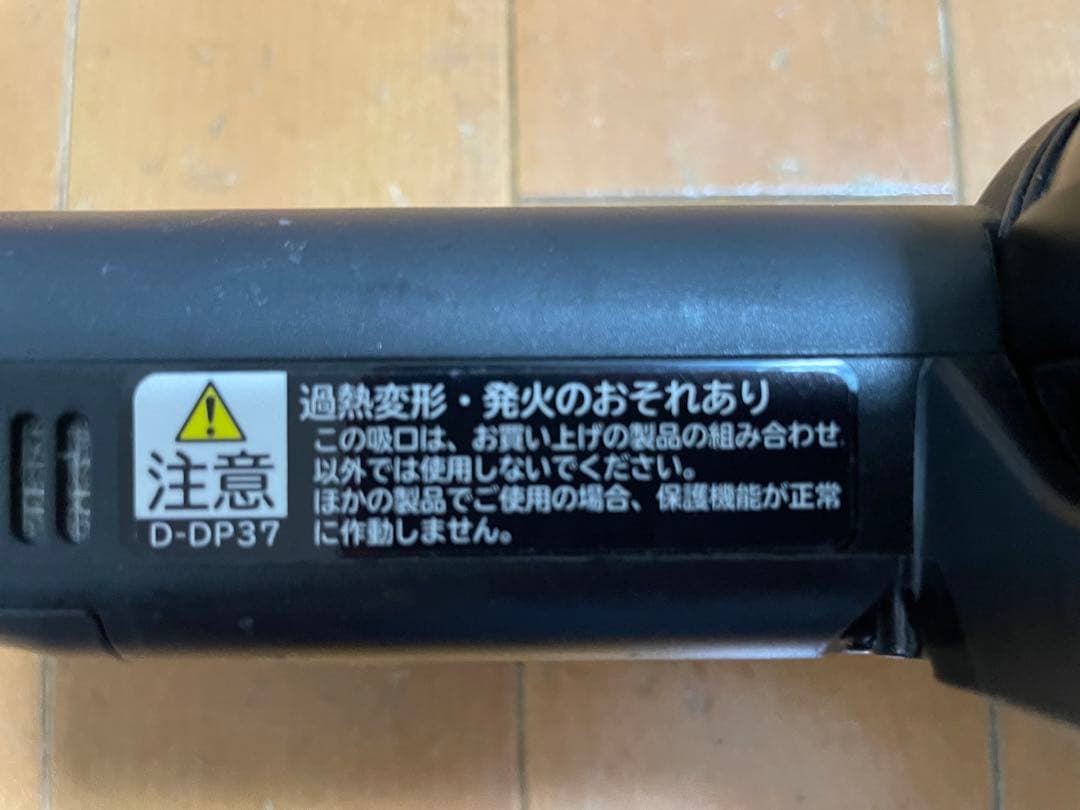 注意
D-DP37
過熱変形・発火のおそれあり
この吸口は、お買い上げの製品の組み合わせ
以外では使用しないでください。
ほかの製品でご使用の場合、保護機能が正常
に作動しません。